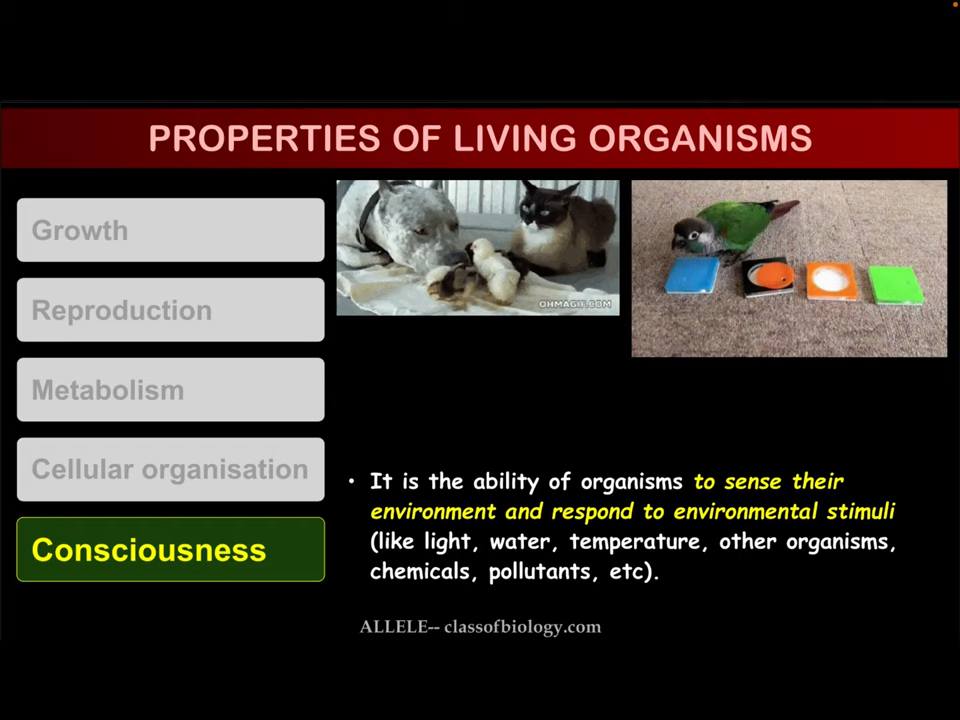 PROPERTIES OF LIVING ORGANISMS
Growth
Reproduction
Metabolism
Cellular organisation
Consciousness
OHMAGIF.COM
• It is the ability of organisms to sense their
environment and respond to environmental stimuli
(like light, water, temperature, other organisms,
chemicals, pollutants, etc).
ALLELE-- classofbiology.com